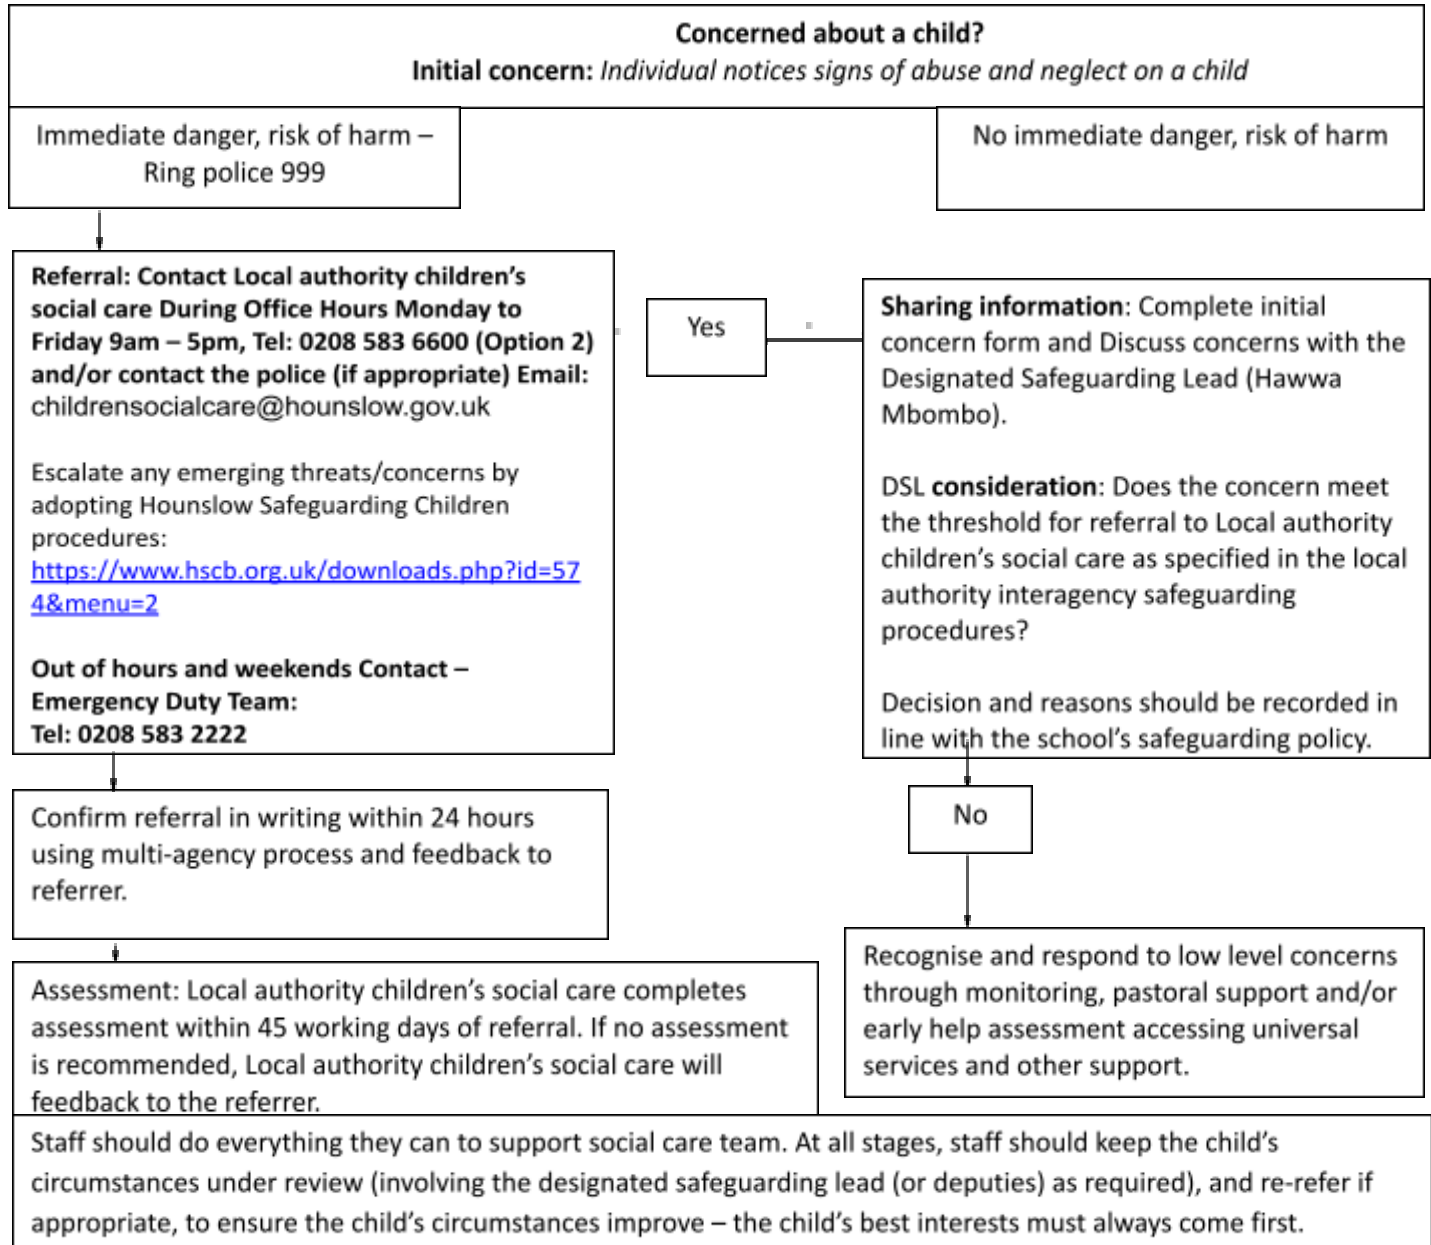 Concerned about a child?
Initial concern: Individual notices signs of abuse and neglect on a child
Immediate danger, risk of harm –
Ring police 999
No immediate danger, risk of harm
Referral: Contact Local authority children’s
social care During Office Hours Monday to
Friday 9am – 5pm, Tel: 0208 583 6600 (Option 2)
and/or contact the police (if appropriate) Email:
childrensocialcare@hounslow.gov.uk
Escalate any emerging threats/concerns by
adopting Hounslow Safeguarding Children
procedures:
https://www.hscb.org.uk/downloads.php?id=57
4&menu=2
Out of hours and weekends Contact –
Emergency Duty Team:
Tel: 0208 583 2222
Yes
Sharing information: Complete initial
concern form and Discuss concerns with the
Designated Safeguarding Lead (Hawwa
Mbombo).
DSL consideration: Does the concern meet
the threshold for referral to Local authority
children’s social care as specified in the local
authority interagency safeguarding
procedures?
Decision and reasons should be recorded in
line with the school’s safeguarding policy.
Confirm referral in writing within 24 hours
using multi-agency process and feedback to
referrer.
No
Assessment: Local authority children’s social care completes
assessment within 45 working days of referral. If no assessment
is recommended, Local authority children’s social care will
feedback to the referrer.
Recognise and respond to low level concerns
through monitoring, pastoral support and/or
early help assessment accessing universal
services and other support.
Staff should do everything they can to support social care team. At all stages, staff should keep the child’s
circumstances under review (involving the designated safeguarding lead (or deputies) as required), and re-refer if
appropriate, to ensure the child’s circumstances improve – the child’s best interests must always come first.